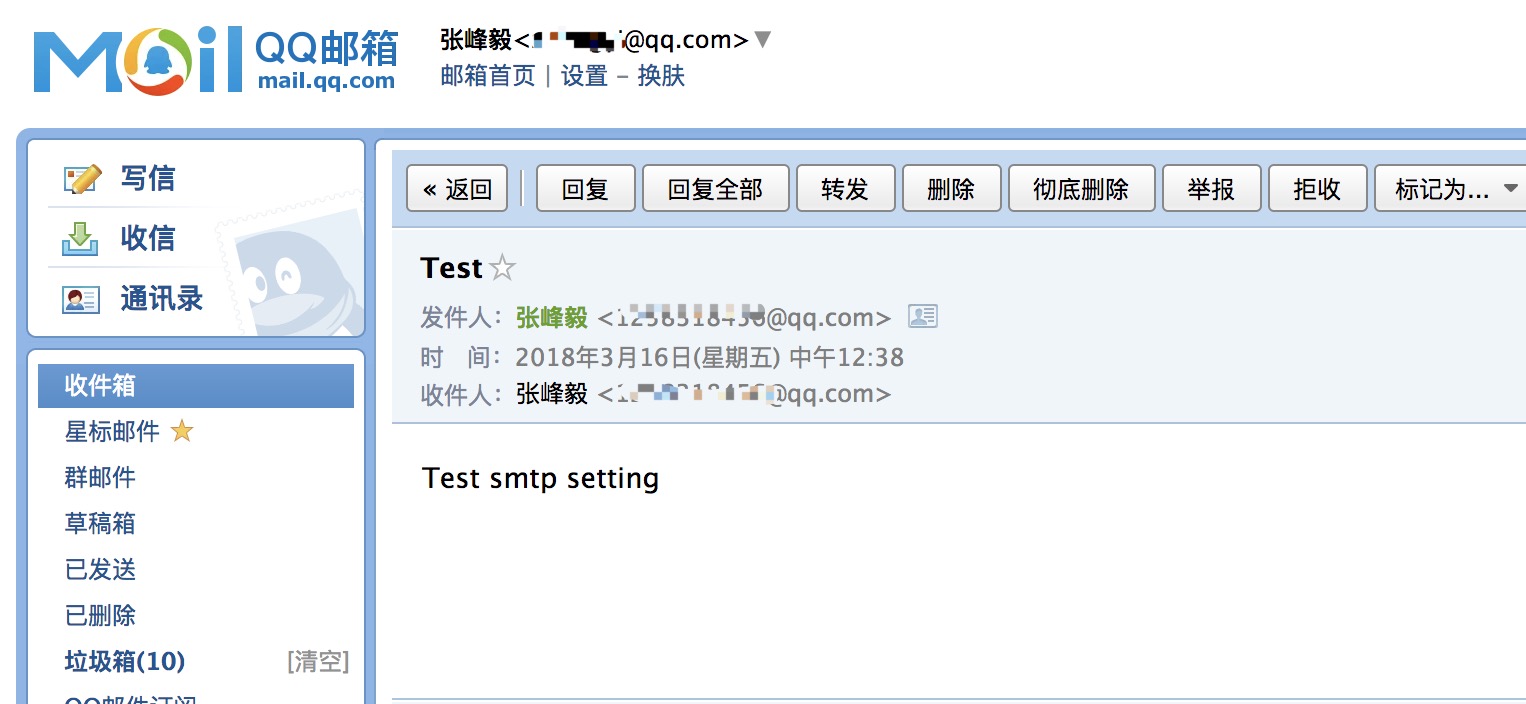 Mail QQ邮箱
mail.qq.com
张峰毅<@qq.com>
邮箱首页 | 设置 – 换肤
写信
收信
通讯录
收件箱
星标邮件
群邮件
草稿箱
已发送
已删除
垃圾箱(10) [清空]
« 返回 回复 回复全部 转发 删除 彻底删除 举报 拒收 标记为...
Test
发件人：张峰毅 <@qq.com>
时 间：2018年3月16日(星期五) 中午12:38
收件人：张峰毅 <@qq.com>
Test smtp setting